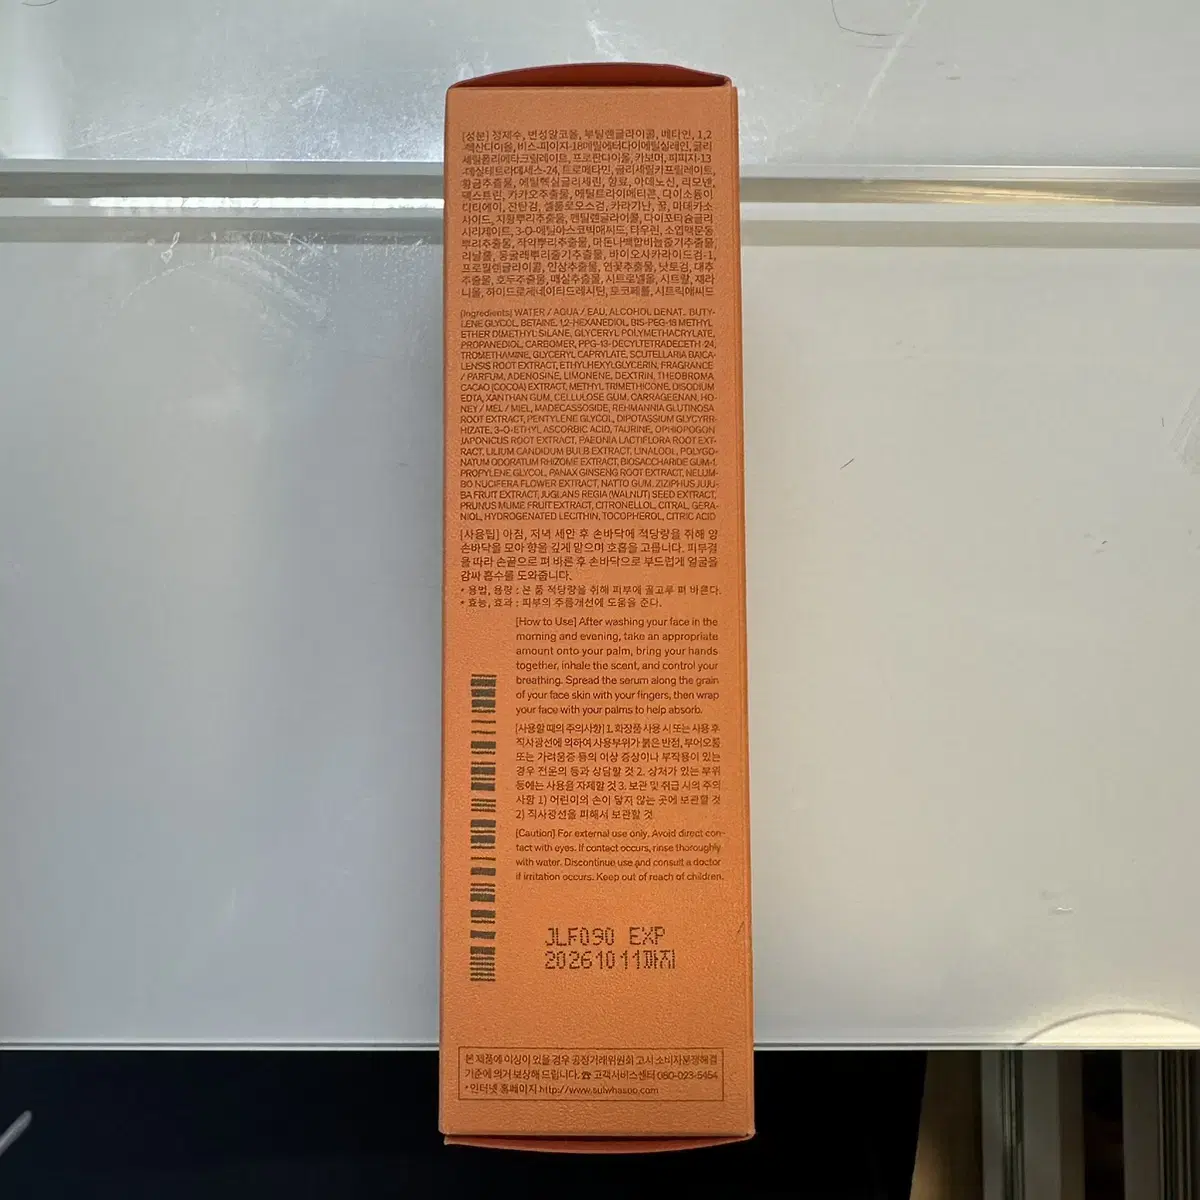 [성분] 정제수, 변성알코올, 부틸렌글라이콜, 베타인, 1,2
-헥산다이올, 비스-피이지-18메틸에터다이메틸실레인, 글리
세릴폴리메타크릴레이트, 프로판다이올, 카보머, 피피지-13
-데실테트라데세스-24, 트로메타민, 글리세릴카프릴레이트,
황금추출물, 에틸헥실글리세린, 향료, 아데노신, 리모넨,
덱스트린, 카카오추출물, 메틸트라이메티콘, 다이소듐이
디티에이, 잔탄검, 셀룰로오스검, 카라기난, 꿀, 마데카소
사이드, 지황뿌리추출물, 펜틸렌글라이콜, 다이포타슘글리
시리제이트, 3-O-에틸아스코빅애씨드, 타우린, 소엽맥문동
뿌리추출물, 작약뿌리추출물, 마돈나백합비늘줄기추출물,
리날룰, 둥굴레뿌리줄기추출물, 바이오사카라이드검-1,
프로필렌글라이콜, 인삼추출물, 연꽃추출물, 낫토검, 대추
추출물, 호두추출물, 매실추출물, 시트로넬올, 시트랄, 제라
니올, 하이드로제네이티드레시틴, 토코페롤, 시트릭애씨드
[Ingredients] WATER / AQUA / EAU, ALCOHOL DENAT., BUTY-
LENE GLYCOL, BETAINE, 1,2-HEXANEDIOL, BIS-PEG-18 METHYL
ETHER DIMETHYL SILANE, GLYCERYL POLYMETHACRYLATE,
PROPANEDIOL, CARBOMER, PPG-13-DECYLTETRADECETH-24,
TROMETHAMINE, GLYCERYL CAPRYLATE, SCUTELLARIA BAICA-
LENSIS ROOT EXTRACT, ETHYLHEXYLGLYCERIN, FRAGRANCE
/ PARFUM, ADENOSINE, LIMONENE, DEXTRIN, THEOBROMA
CACAO (COCOA) EXTRACT, METHYL TRIMETHICONE, DISODIUM
EDTA, XANTHAN GUM, CELLULOSE GUM, CARRAGEENAN, HO-
NEY / MEL / MIEL, MADECASSOSIDE, REHMANNIA GLUTINOSA
ROOT EXTRACT, PENTYLENE GLYCOL, DIPOTASSIUM GLYCYRR-
HIZATE, 3-O-ETHYL ASCORBIC ACID, TAURINE, OPHIOPOGON
JAPONICUS ROOT EXTRACT, PAEONIA LACTIFLORA ROOT EXT-
RACT, LILIUM CANDIDUM BULB EXTRACT, LINALOOL, POLYGO-
NATUM ODORATUM RHIZOME EXTRACT, BIOSACCHARIDE GUM-1,
PROPYLENE GLYCOL, PANAX GINSENG ROOT EXTRACT, NELUM-
BO NUCIFERA FLOWER EXTRACT, NATTO GUM, ZIZIPHUS JUJU-
BA FRUIT EXTRACT, JUGLANS REGIA (WALNUT) SEED EXTRACT,
PRUNUS MUME FRUIT EXTRACT, CITRONELLOL, CITRAL, GERA-
NIOL, HYDROGENATED LECITHIN, TOCOPHEROL, CITRIC ACID
[사용팁] 아침, 저녁 세안 후 손바닥에 적당량을 취해 양
손바닥을 모아 향을 깊게 맡으며 호흡을 고릅니다. 피부결
을 따라 손끝으로 펴 바른 후 손바닥으로 부드럽게 얼굴을
감싸 흡수를 도와줍니다.
* 용법, 용량 : 본 품 적당량을 취해 피부에 골고루 펴 바른다.
* 효능, 효과 : 피부의 주름개선에 도움을 준다.
[How to Use] After washing your face in the
morning and evening, take an appropriate
amount onto your palm, bring your hands
together, inhale the scent, and control your
breathing. Spread the serum along the grain
of your face skin with your fingers, then wrap
your face with your palms to help absorb.
[사용할 때의 주의사항] 1. 화장품 사용 시 또는 사용 후
직사광선에 의하여 사용부위가 붉은 반점, 부어오름
또는 가려움증 등의 이상 증상이나 부작용이 있는
경우 전문의 등과 상담할 것 2. 상처가 있는 부위
등에는 사용을 자제할 것 3. 보관 및 취급 시의 주의
사항 1) 어린이의 손이 닿지 않는 곳에 보관할 것
2) 직사광선을 피해서 보관할 것
[Caution] For external use only. Avoid direct con-
tact with eyes. If contact occurs, rinse thoroughly
with water. Discontinue use and consult a doctor
if irritation occurs. Keep out of reach of children.
JLF090 EXP
20261011까지
본 제품에 이상이 있을 경우 공정거래위원회 고시 소비자분쟁해결
기준에 의거 보상해 드립니다. ☎ 고객서비스센터 080-023-5454
* 인터넷 홈페이지 http://www.sulwhasoo.com